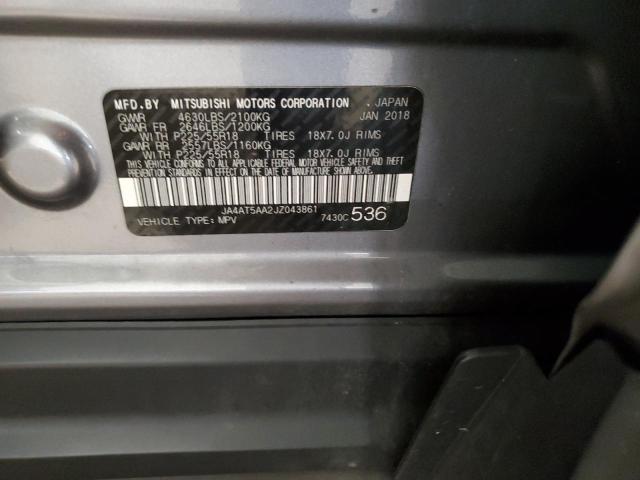 MFD.BY MITSUBISHI MOTORS CORPORATION JAPAN
GVWR 4630LBS/2100KG JAN 2018
GAWR FR 2646LBS/1200KG
WITH P225/55R18 TIRES 18X7.0J RIMS
GAWR RR 2557LBS/1160KG
WITH P225/55R18 TIRES 18X7.0J RIMS
THIS VEHICLE CONFORMS TO ALL APPLICABLE FEDERAL MOTOR VEHICLE SAFETY AND THEFT PREVENTION STANDARDS IN EFFECT ON THE DATE OF MANUFACTURE SHOWN ABOVE.
JA4AT5AA2JZ043861
VEHICLE TYPE: MPV 7430C 536